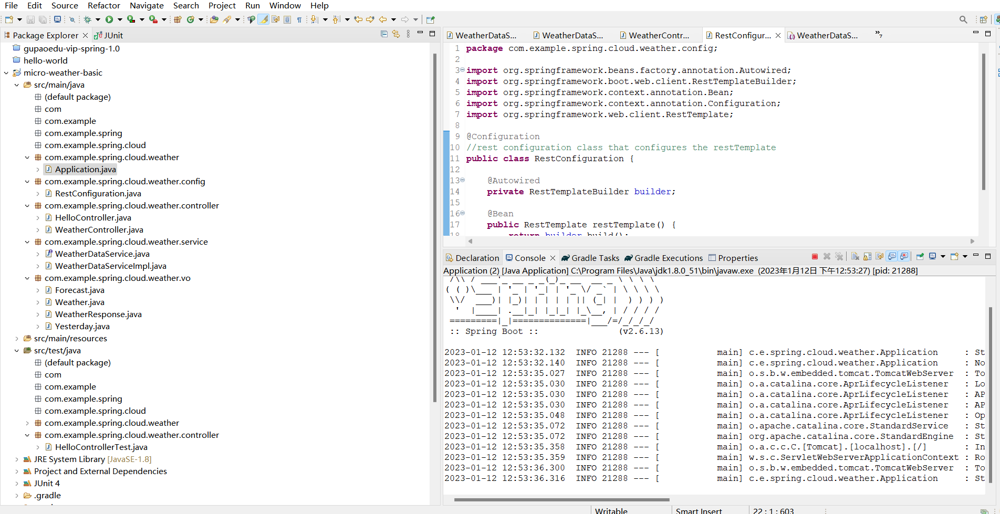 File Edit Source Refactor Navigate Search Project Run Window Help
Package Explorer
JUnit
gupaoedu-vip-spring-1.0
hello-world
micro-weather-basic
src/main/java
(default package)
com
com.example
com.example.spring
com.example.spring.cloud
com.example.spring.cloud.weather
Application.java
com.example.spring.cloud.weather.config
RestConfiguration.java
com.example.spring.cloud.weather.controller
HelloController.java
WeatherController.java
com.example.spring.cloud.weather.service
WeatherDataService.java
WeatherDataServiceImpl.java
com.example.spring.cloud.weather.vo
Forecast.java
Weather.java
WeatherResponse.java
Yesterday.java
src/main/resources
src/test/java
(default package)
com
com.example
com.example.spring
com.example.spring.cloud
com.example.spring.cloud.weather
com.example.spring.cloud.weather.controller
HelloControllerTest.java
JRE System Library [JavaSE-1.8]
Project and External Dependencies
JUnit 4
.gradle
WeatherDataS... WeatherDataS... WeatherContr... RestConfigur... WeatherDataS... »7
1 package com.example.spring.cloud.weather.config;
2
3 import org.springframework.beans.factory.annotation.Autowired;
4 import org.springframework.boot.web.client.RestTemplateBuilder;
5 import org.springframework.context.annotation.Bean;
6 import org.springframework.context.annotation.Configuration;
7 import org.springframework.web.client.RestTemplate;
8
9 @Configuration
10 //rest configuration class that configures the restTemplate
11 public class RestConfiguration {
12
13 @Autowired
14 private RestTemplateBuilder builder;
15
16 @Bean
17 public RestTemplate restTemplate() {
18 return builder.build();
Declaration Console Gradle Tasks Gradle Executions Properties
Application (2) [Java Application] C:\Program Files\Java\jdk1.8.0_51\bin\javaw.exe (2023年1月12日 下午12:53:27) [pid: 21288]
:: Spring Boot :: (v2.6.13)
2023-01-12 12:53:32.132 INFO 21288 --- [ main] c.e.spring.cloud.weather.Application : St
2023-01-12 12:53:32.140 INFO 21288 --- [ main] c.e.spring.cloud.weather.Application : No
2023-01-12 12:53:35.027 INFO 21288 --- [ main] o.s.b.w.embedded.tomcat.TomcatWebServer : To
2023-01-12 12:53:35.030 INFO 21288 --- [ main] o.a.catalina.core.AprLifecycleListener : Lo
2023-01-12 12:53:35.030 INFO 21288 --- [ main] o.a.catalina.core.AprLifecycleListener : AP
2023-01-12 12:53:35.030 INFO 21288 --- [ main] o.a.catalina.core.AprLifecycleListener : AP
2023-01-12 12:53:35.048 INFO 21288 --- [ main] o.a.catalina.core.AprLifecycleListener : Op
2023-01-12 12:53:35.072 INFO 21288 --- [ main] o.apache.catalina.core.StandardService : St
2023-01-12 12:53:35.072 INFO 21288 --- [ main] org.apache.catalina.core.StandardEngine : St
2023-01-12 12:53:35.358 INFO 21288 --- [ main] o.a.c.c.C.[Tomcat].[localhost].[/] : In
2023-01-12 12:53:35.359 INFO 21288 --- [ main] w.s.c.ServletWebServerApplicationContext : Ro
2023-01-12 12:53:36.300 INFO 21288 --- [ main] o.s.b.w.embedded.tomcat.TomcatWebServer : To
2023-01-12 12:53:36.316 INFO 21288 --- [ main] c.e.spring.cloud.weather.Application : St
Writable Smart Insert 22 : 1 : 603